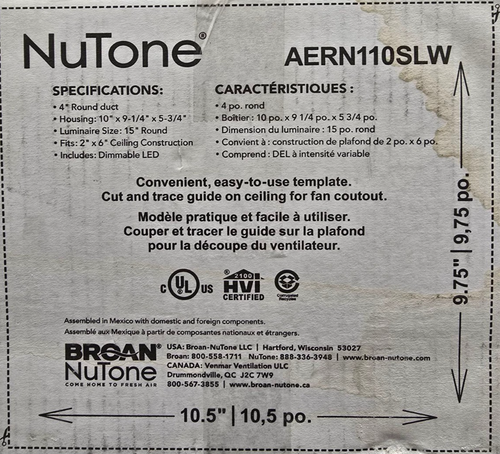 NuTone®
AERN110SLW
SPECIFICATIONS:
• 4" Round duct
• Housing: 10" x 9-1/4" x 5-3/4"
• Luminaire Size: 15" Round
• Fits: 2" x 6" Ceiling Construction
• Includes: Dimmable LED
CARACTÉRISTIQUES :
• 4 po. rond
• Boîtier : 10 po. x 9 1/4 po. x 5 3/4 po.
• Dimension du luminaire : 15 po. rond
• Convient à : construction de plafond de 2 po. x 6 po.
• Comprend : DEL à intensité variable
Convenient, easy-to-use template.
Cut and trace guide on ceiling for fan coutout.
Modèle pratique et facile à utiliser.
Couper et tracer le guide sur la plafond
pour la découpe du ventilateur.
9.75" | 9,75 po.
c UL US
2100
HVI
CERTIFIED
Corrugated
Recycles
Assembled in Mexico with domestic and foreign components.
Assemblé aux Mexique à partir de composantes nationaux et étrangers.
BROAN®
NuTone
COME HOME TO FRESH AIR
USA: Broan-NuTone LLC | Hartford, Wisconsin 53027
Broan: 800-558-1711 NuTone: 888-336-3948 | www.broan-nutone.com
CANADA: Venmar Ventilation ULC
Drummondville, QC J2C 7W9
800-567-3855 | www.broan-nutone.ca
10.5" | 10,5 po.